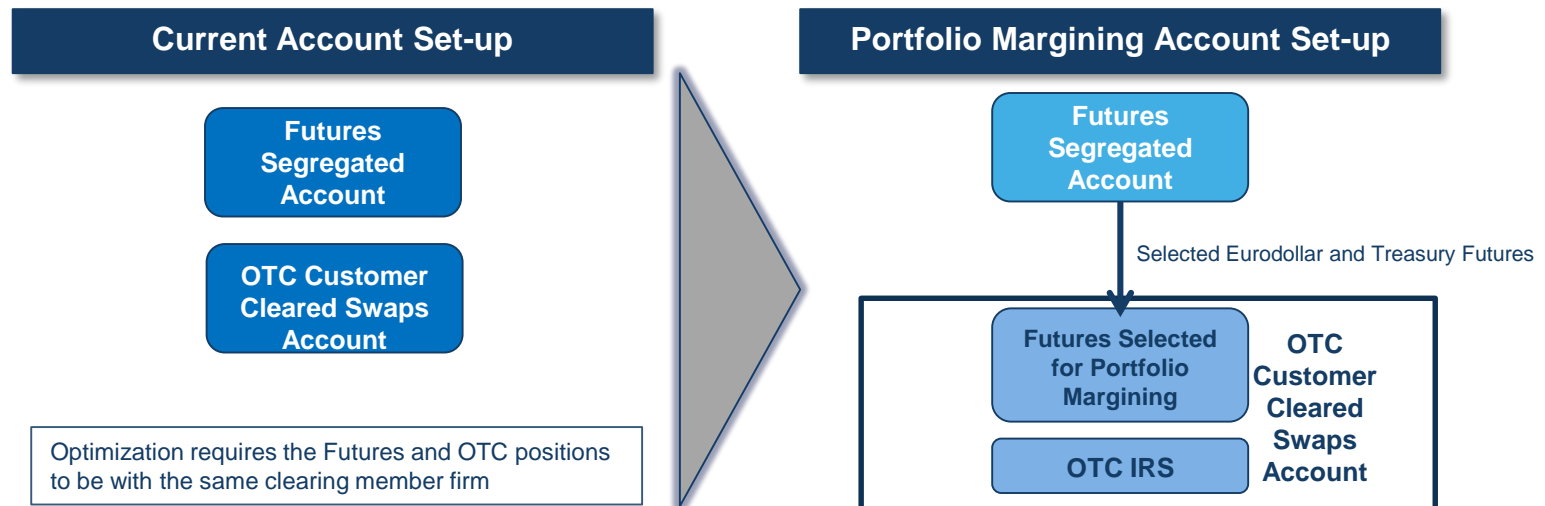 Current Account Set-up
Futures
Segregated
Account
OTC Customer
Cleared Swaps
Account
Optimization requires the Futures and OTC positions
to be with the same clearing member firm
Portfolio Margining Account Set-up
Futures
Segregated
Account
Selected Eurodollar and Treasury Futures
Futures Selected
for Portfolio
Margining
OTC IRS
OTC
Customer
Cleared
Swaps
Account